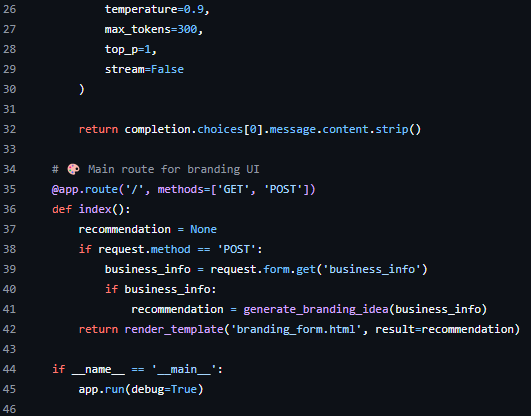 26 temperature=0.9,
27 max_tokens=300,
28 top_p=1,
29 stream=False
30 )
31
32 return completion.choices[0].message.content.strip()
33
34 # 🎨 Main route for branding UI
35 @app.route('/', methods=['GET', 'POST'])
36 def index():
37 recommendation = None
38 if request.method == 'POST':
39 business_info = request.form.get('business_info')
40 if business_info:
41 recommendation = generate_branding_idea(business_info)
42 return render_template('branding_form.html', result=recommendation)
43
44 if __name__ == '__main__':
45 app.run(debug=True)
46